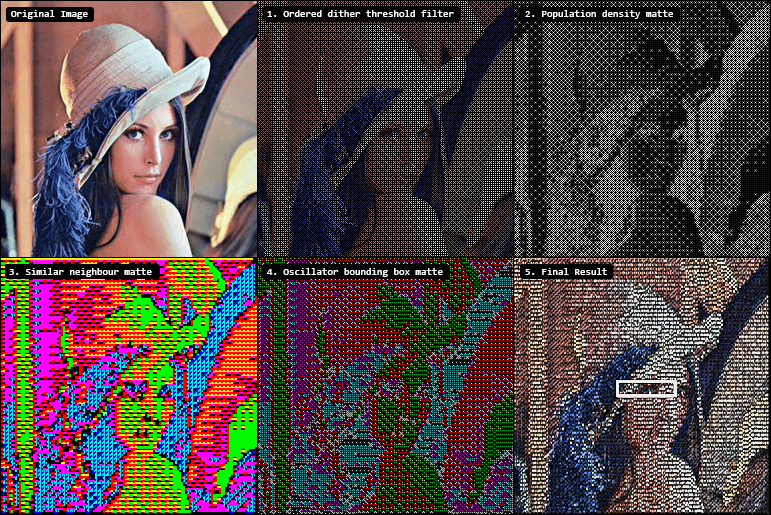 Original Image
1. Ordered dither threshold filter
2. Population density matte
3. Similar neighbour matte
4. Oscillator bounding box matte
5. Final Result